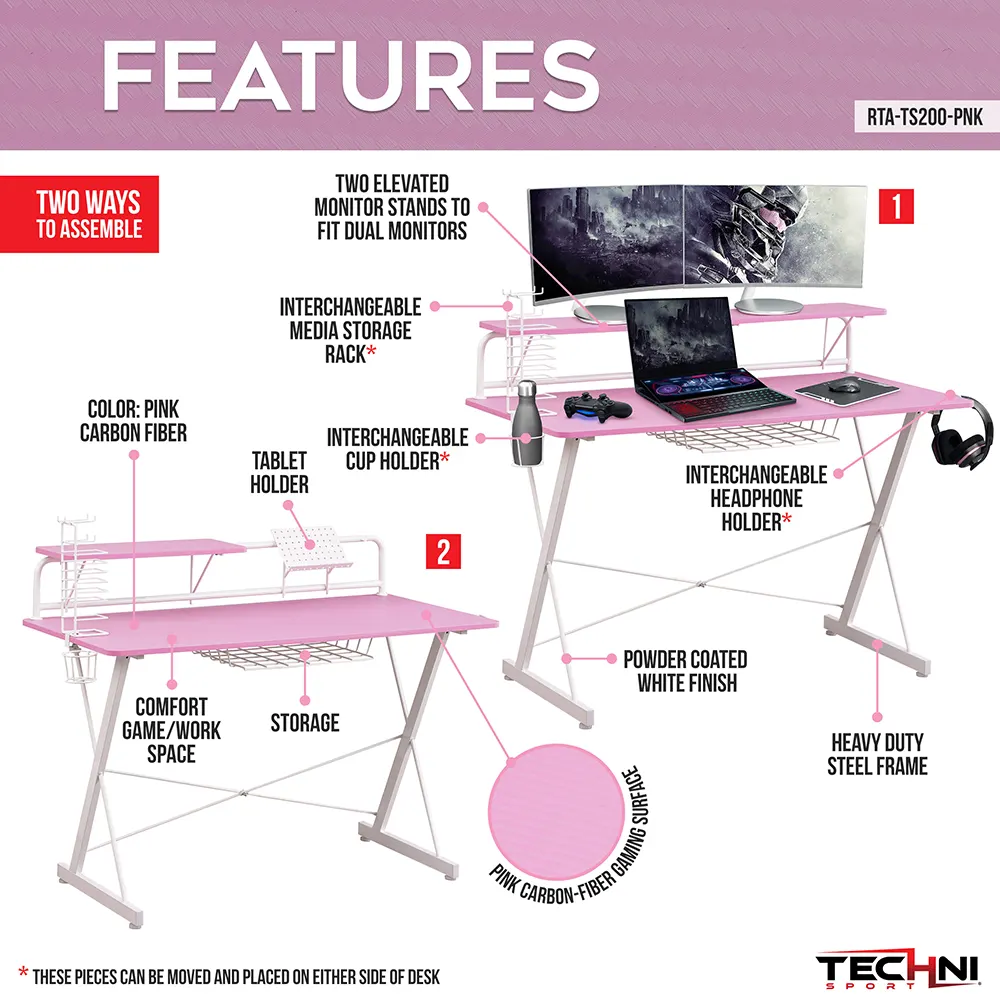 FEATURES
RTA-TS200-PNK
TWO WAYS
TO ASSEMBLE
1
TWO ELEVATED
MONITOR STANDS TO
FIT DUAL MONITORS
INTERCHANGEABLE
MEDIA STORAGE
RACK*
INTERCHANGEABLE
CUP HOLDER*
INTERCHANGEABLE
HEADPHONE
HOLDER*
POWDER COATED
WHITE FINISH
HEAVY DUTY
STEEL FRAME
COLOR: PINK
CARBON FIBER
TABLET
HOLDER
2
COMFORT
GAME/WORK
SPACE
STORAGE
PINK CARBON-FIBER GAMING SURFACE
* THESE PIECES CAN BE MOVED AND PLACED ON EITHER SIDE OF DESK
TECHNI
SPORT